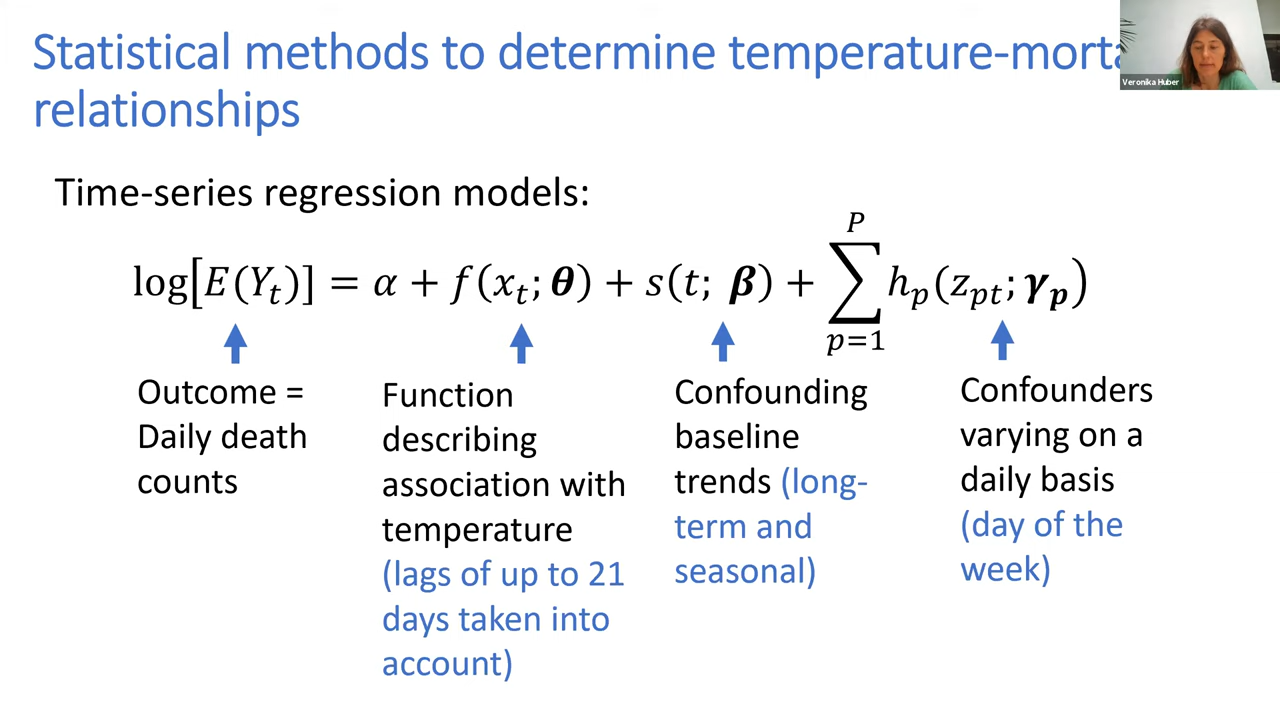 Statistical methods to determine temperature-morta
relationships
Veronika Huber
Time-series regression models:
log[E(Y_t)] = α + f(x_t; θ) + s(t; β) + ∑_{p=1}^{P} h_p(z_{pt}; γ_p)
Outcome =
Daily death
counts
Function
describing
association with
temperature
(lags of up to 21
days taken into
account)
Confounding
baseline
trends (long-
term and
seasonal)
Confounders
varying on a
daily basis
(day of the
week)